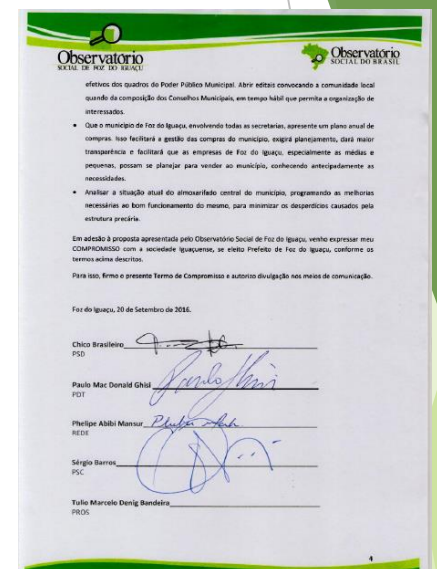 Observatório
SOCIAL DE FOZ DO IGUAÇU
Observatório
SOCIAL DO BRASIL
efetivos dos quadros do Poder Público Municipal. Abrir editais convocando a comunidade local
quando da composição dos Conselhos Municipais, em tempo hábil que permita a organização de
interessados.
• Que o município de Foz do Iguaçu, envolvendo todas as secretarias, apresente um plano anual de
compras. Isso facilitará a gestão das compras do município, exigirá planejamento, dará maior
transparência e facilitará que as empresas de Foz do Iguaçu, especialmente as médias e
pequenas, possam se planejar para vender ao município, conhecendo antecipadamente as
necessidades.
• Analisar a situação atual do almoxarifado central do município, programando as melhorias
necessárias ao bom funcionamento do mesmo, para minimizar os desperdícios causados pela
estrutura precária.
Em adesão à proposta apresentada pelo Observatório Social de Foz do Iguaçu, venho expressar meu
COMPROMISSO com a sociedade Iguaçuense, se eleito Prefeito de Foz do Iguaçu, conforme os
termos acima descritos.
Para isso, firmo o presente Termo de Compromisso e autorizo divulgação nos meios de comunicação.
Foz do Iguaçu, 20 de Setembro de 2016.
Chico Brasileiro
PSD
Paulo Mac Donald Ghisi
PDT
Phelipe Abibi Mansur
REDE
Sérgio Barros
PSC
Tulio Marcelo Denig Bandeira
PROS
4